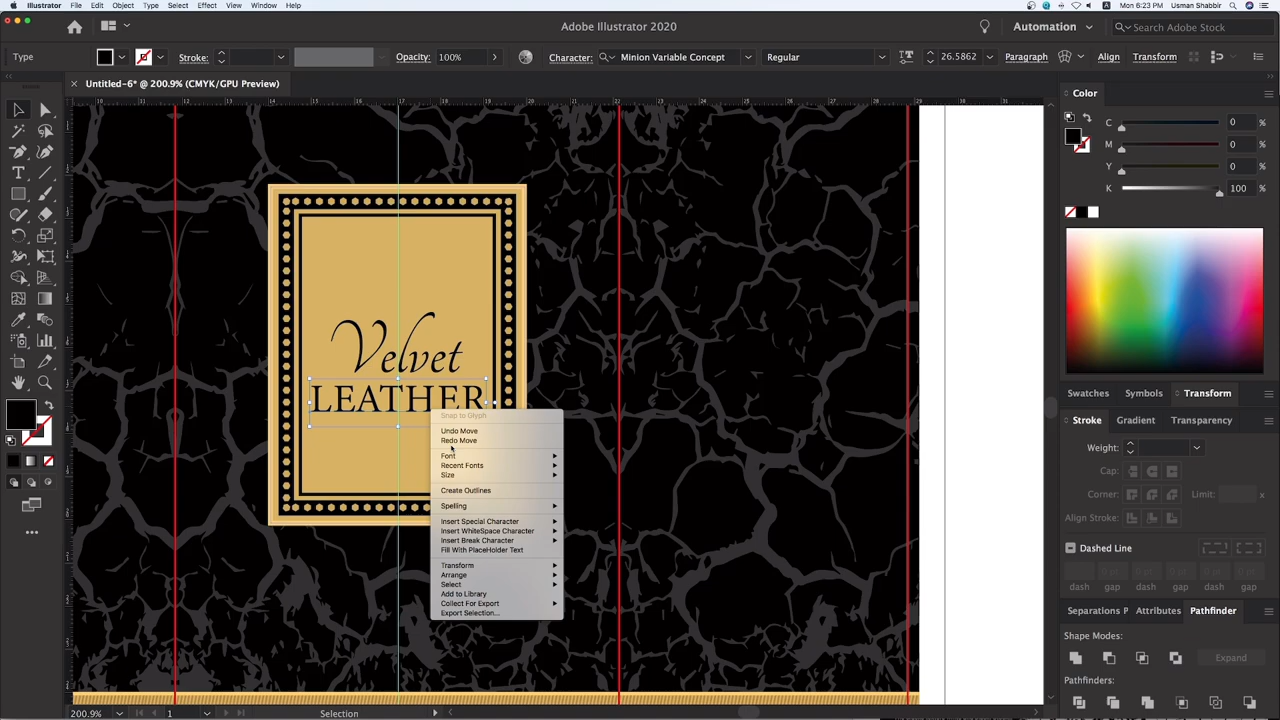 Illustrator File Edit Object Type Select Effect View Window Help
Mon 6:23 PM Usman Shabbir
Adobe Illustrator 2020
Automation
Search Adobe Stock
Type
Stroke:
Opacity: 100%
Character: Minion Variable Concept
Regular
26.5862
Paragraph
Align
Transform
Untitled-6* @ 200.9% (CMYK/GPU Preview)
Color
C 0 %
M 0 %
Y 0 %
K 100 %
Velvet
LEATHER
Snap to Glyph
Undo Move
Redo Move
Font
Recent Fonts
Size
Create Outlines
Spelling
Insert Special Character
Insert WhiteSpace Character
Insert Break Character
Fill With PlaceHolder Text
Transform
Arrange
Select
Add to Library
Collect For Export
Export Selection...
Swatches Symbols Transform
Stroke Gradient Transparency
Weight:
Cap:
Corner: Limit: x
Align Stroke:
Dashed Line
dash gap dash gap dash gap
Separations P Attributes Pathfinder
Shape Modes:
Expand
Pathfinders:
200.9% 1 Selection